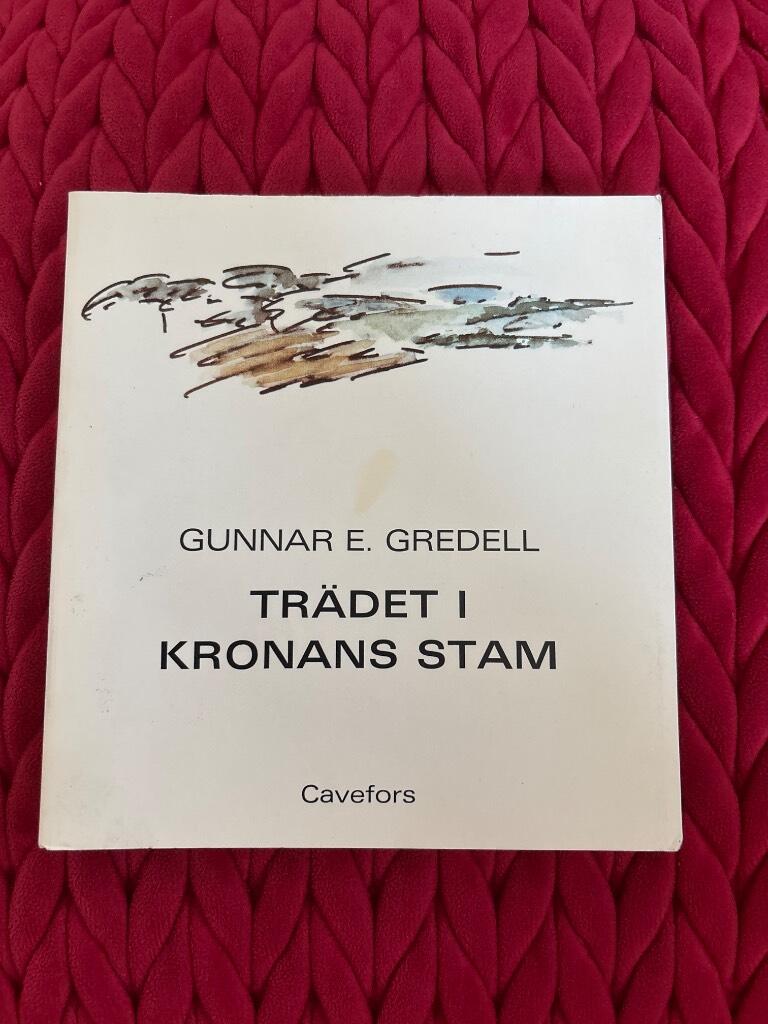 GUNNAR E. GREDELL
TRÄDET I
KRONANS STAM
Cavefors